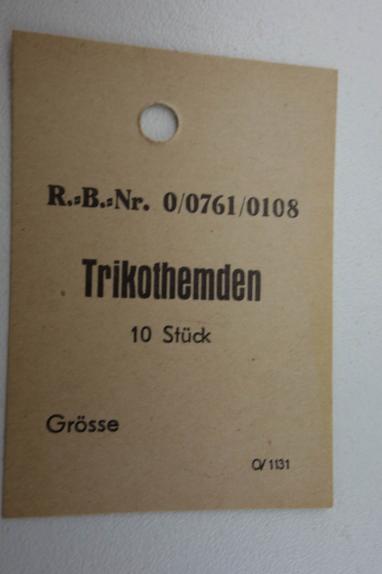 R.=B.=Nr. 0/0761/0108
Trikothemden
10 Stück
Grösse
O/1131